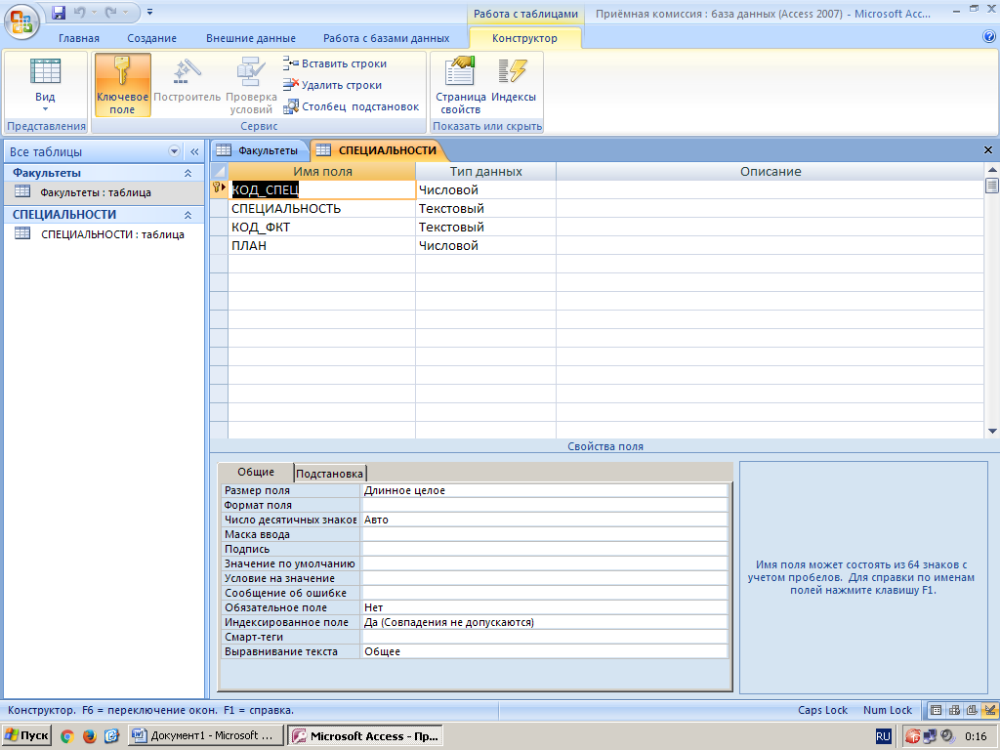 Работа с таблицами
Приёмная комиссия : база данных (Access 2007) - Microsoft Acc...
Главная Создание Внешние данные Работа с базами данных Конструктор
Вид
Ключевое поле
Построитель
Проверка условий
Вставить строки
Удалить строки
Столбец подстановок
Страница свойств
Индексы
Представления Сервис Показать или скрыть
Все таблицы
Факультеты
Факультеты : таблица
СПЕЦИАЛЬНОСТИ
СПЕЦИАЛЬНОСТИ : таблица
Факультеты СПЕЦИАЛЬНОСТИ
Имя поля Тип данных Описание
КОД_СПЕЦ Числовой
СПЕЦИАЛЬНОСТЬ Текстовый
КОД_ФКТ Текстовый
ПЛАН Числовой
Свойства поля
Общие Подстановка
Размер поля Длинное целое
Формат поля
Число десятичных знаков Авто
Маска ввода
Подпись
Значение по умолчанию
Условие на значение
Сообщение об ошибке
Обязательное поле Нет
Индексированное поле Да (Совпадения не допускаются)
Смарт-теги
Выравнивание текста Общее
Имя поля может состоять из 64 знаков с
учетом пробелов. Для справки по именам
полей нажмите клавишу F1.
Конструктор. F6 = переключение окон. F1 = справка. Caps Lock Num Lock
Пуск Документ1 - Microsoft ... Microsoft Access - Пр... RU 0:16